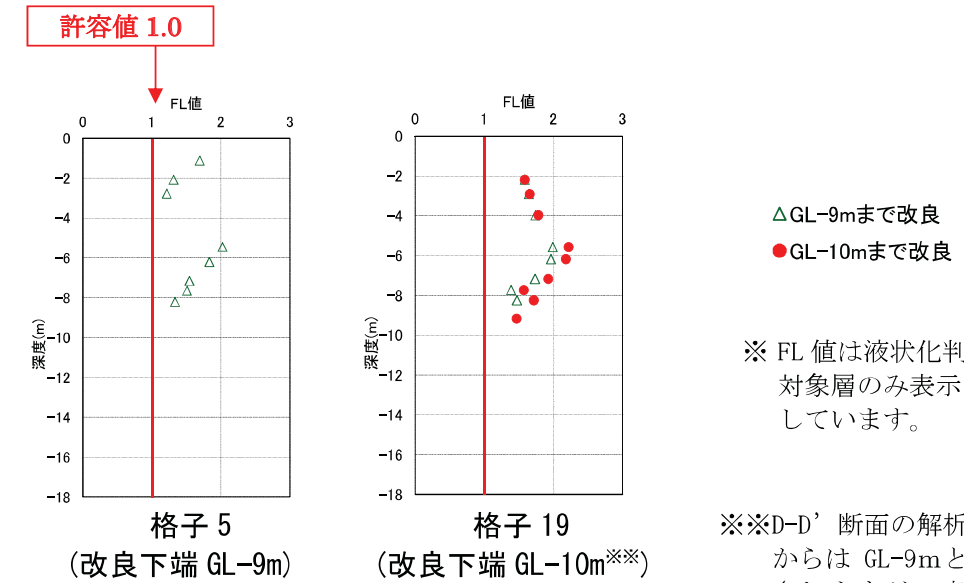 許容値 1.0
FL値
0 1 2 3
0
-2
-4
-6
-8
-10
-12
-14
-16
-18
深度(m)
格子 5
(改良下端 GL-9m)
FL値
0 1 2 3
0
-2
-4
-6
-8
-10
-12
-14
-16
-18
深度(m)
格子 19
(改良下端 GL-10m※※)
△GL-9mまで改良
●GL-10mまで改良
※ FL 値は液状化判
対象層のみ表示
しています。
※※D-D’断面の解析
からは GL-9mと